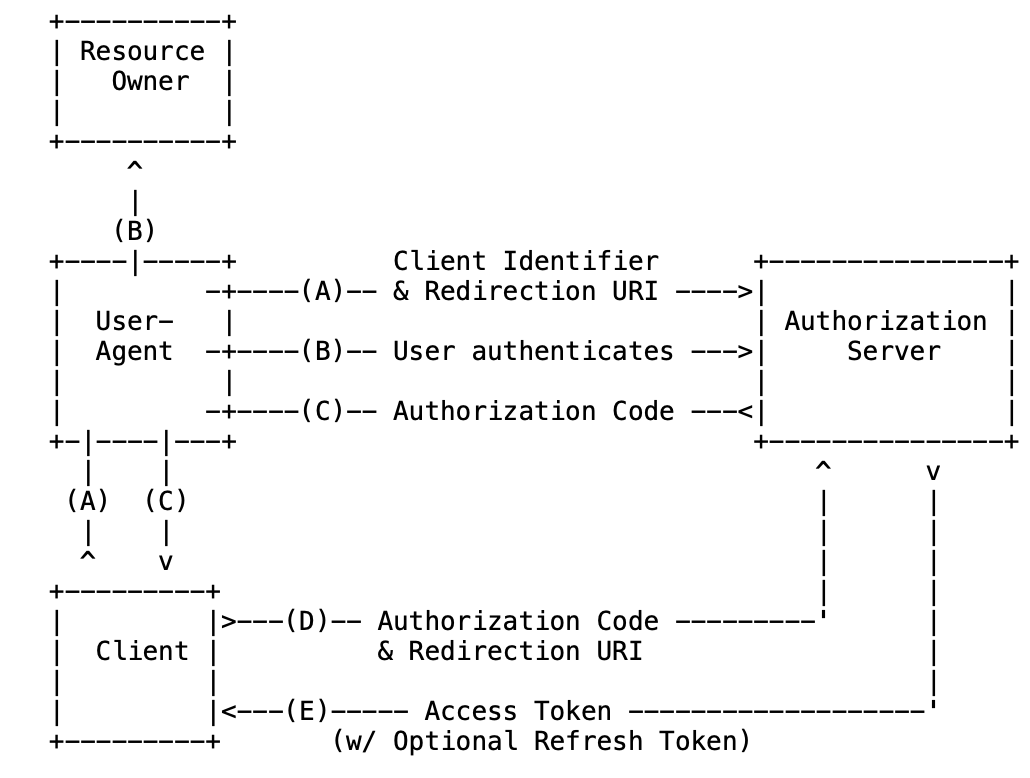 +----------+
| Resource |
|   Owner  |
|          |
+----------+
     ^
     |
    (B)
+----|-----+          Client Identifier      +---------------+
|         -+----(A)-- & Redirection URI ---->|               |
|  User-   |                                 | Authorization |
|  Agent  -+----(B)-- User authenticates --->|     Server    |
|          |                                 |               |
|         -+----(C)-- Authorization Code ---<|               |
+-|----|---+                                 +---------------+
  |    |                                         ^      v
 (A)  (C)                                        |      |
  |    |                                         |      |
  ^    v                                         |      |
+---------+                                      |      |
|         |>---(D)-- Authorization Code ---------'      |
|  Client |          & Redirection URI                  |
|         |                                             |
|         |<---(E)----- Access Token -------------------'
+---------+       (w/ Optional Refresh Token)